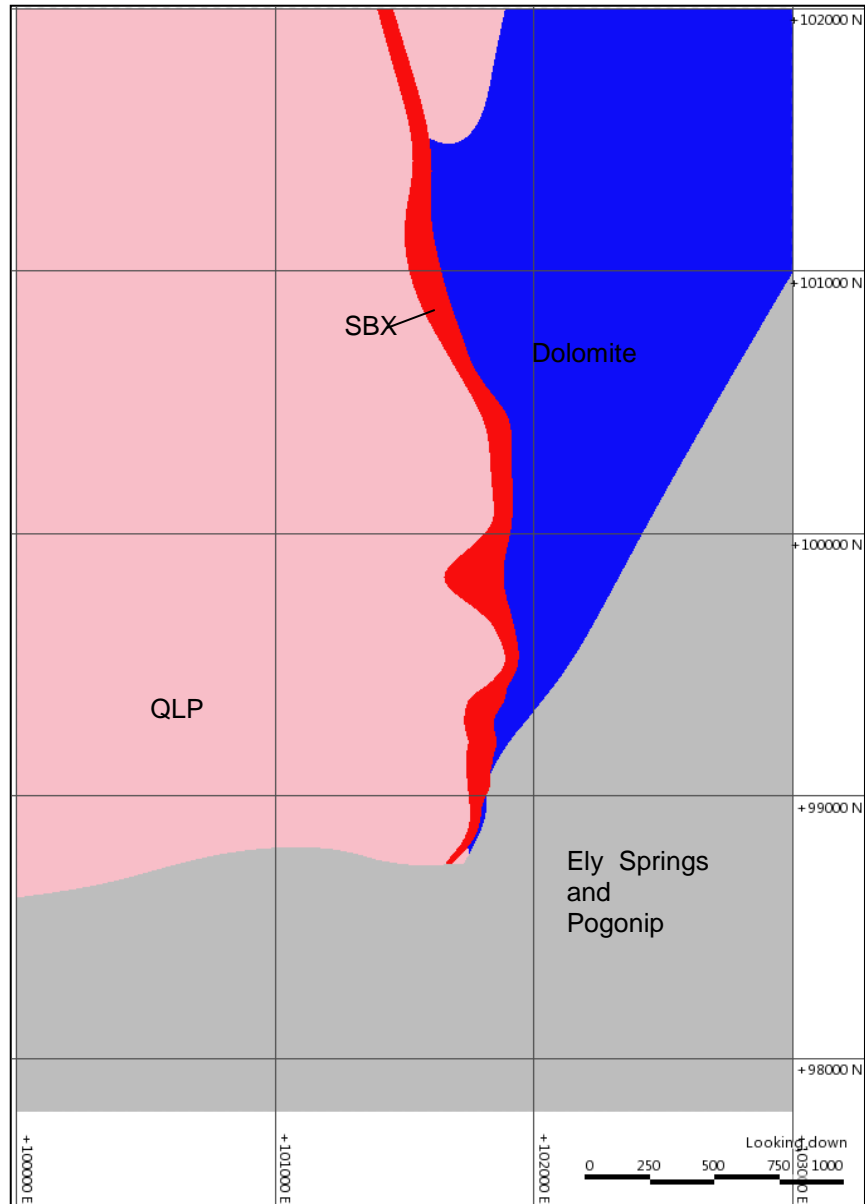 +102000 N
+101000 N
SBX
Dolomite
+100000 N
QLP
+99000 N
Ely Springs
and
Pogonip
+98000 N
+100000 E
+101000 E
+102000 E
+103000 E
Looking down
0 250 500 750 1000